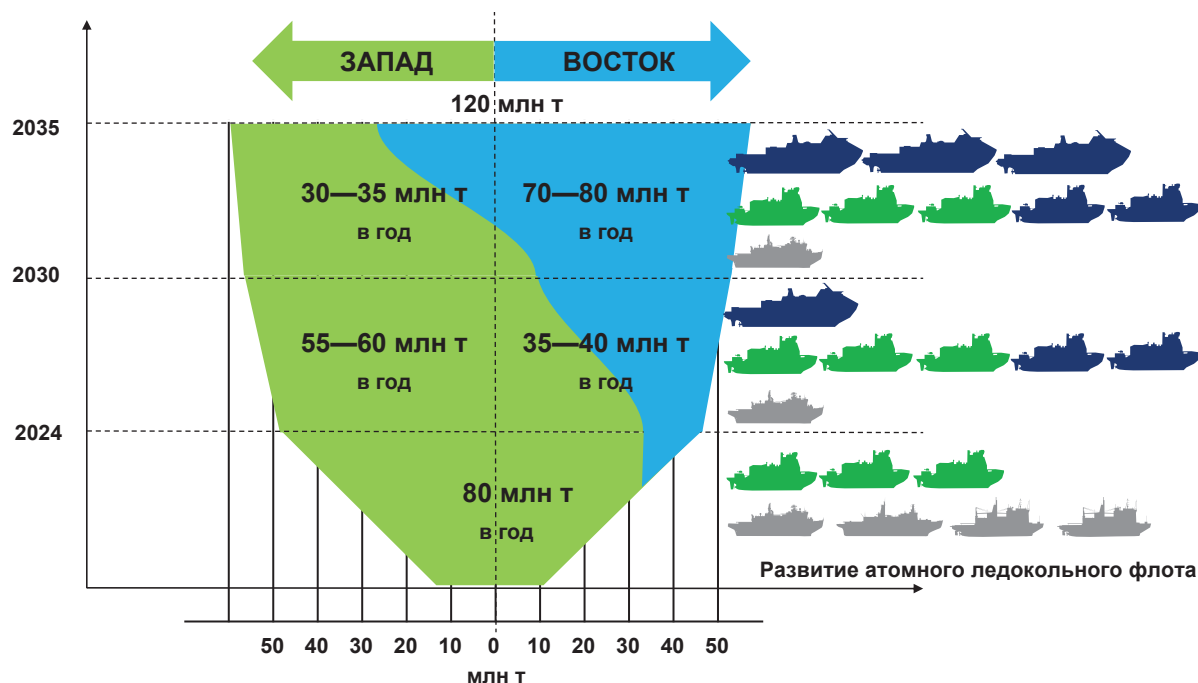 ЗАПАД
ВОСТОК
120 млн т
2035
30—35 млн т
в год
70—80 млн т
в год
2030
55—60 млн т
в год
35—40 млн т
в год
2024
80 млн т
в год
Развитие атомного ледокольного флота
50 40 30 20 10 0 10 20 30 40 50
млн т